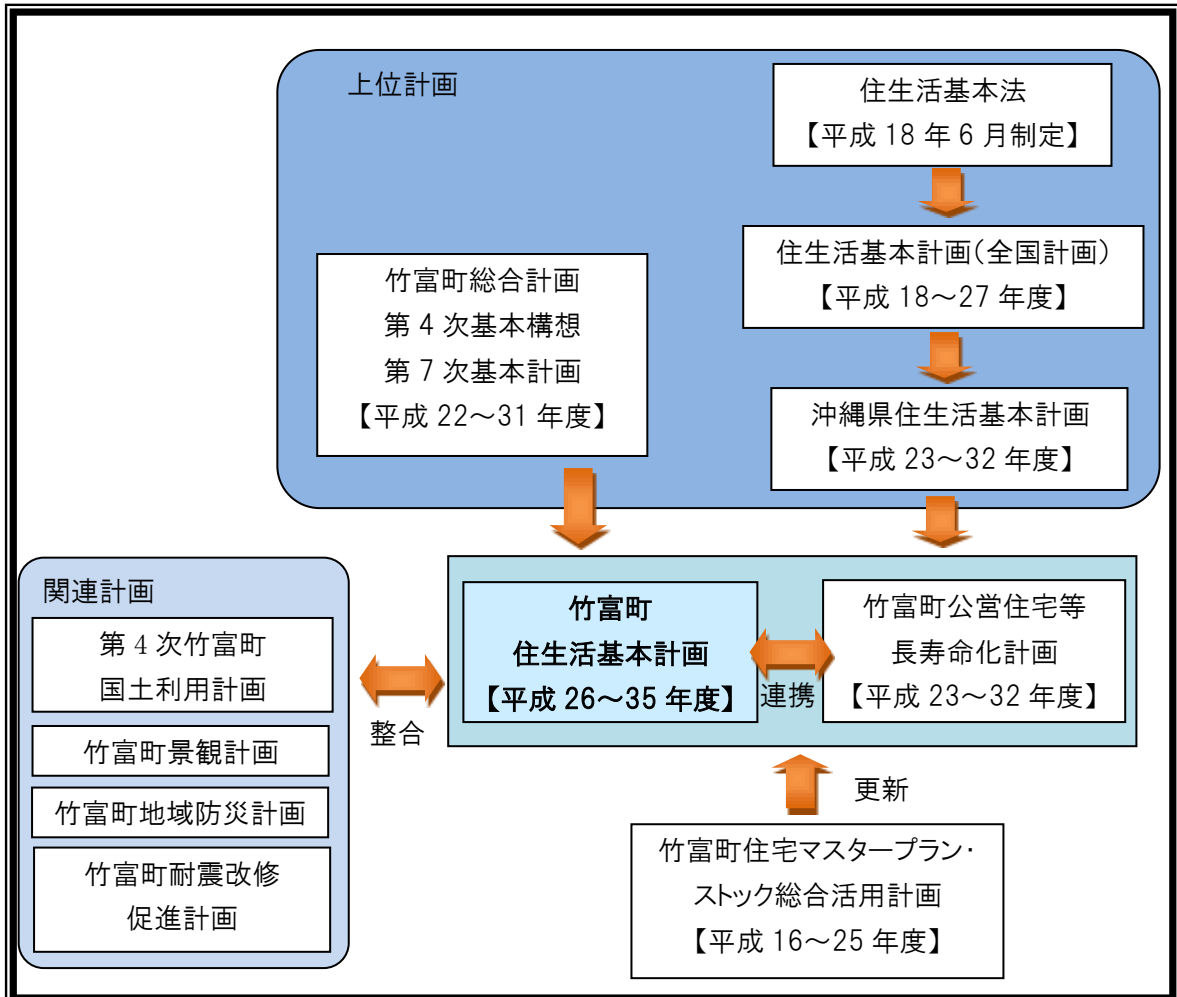 上位計画
住生活基本法
【平成 18 年 6 月制定】
住生活基本計画(全国計画)
【平成 18～27 年度】
竹富町総合計画
第 4 次基本構想
第 7 次基本計画
【平成 22～31 年度】
沖縄県住生活基本計画
【平成 23～32 年度】
関連計画
第 4 次竹富町
国土利用計画
竹富町景観計画
竹富町地域防災計画
竹富町耐震改修
促進計画
整合
竹富町
住生活基本計画
【平成 26～35 年度】
連携
竹富町公営住宅等
長寿命化計画
【平成 23～32 年度】
更新
竹富町住宅マスタープラン・
ストック総合活用計画
【平成 16～25 年度】